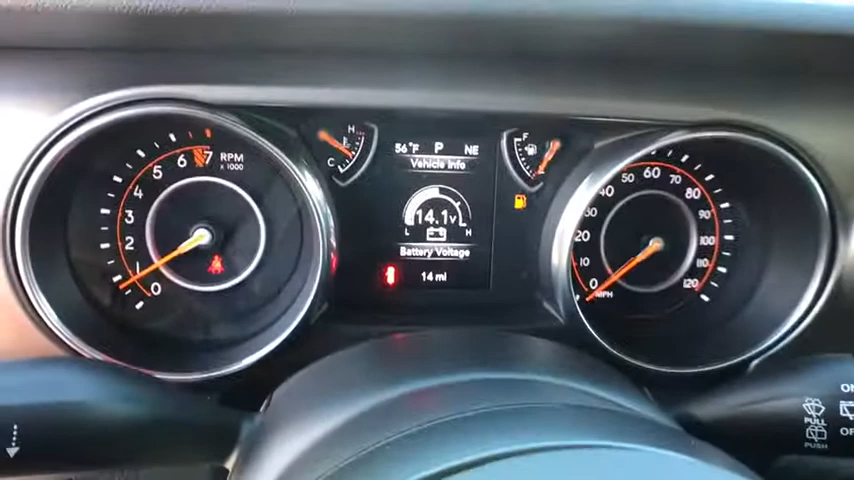 56°F P NE
Vehicle Info
14.1v
L H
Battery Voltage
14 mi
RPM
x 1000
0
1
2
3
4
5
6
7
H
C
F
E
MPH
0
10
20
30
40
50
60
70
80
90
100
110
120
PULL
PUSH
ON